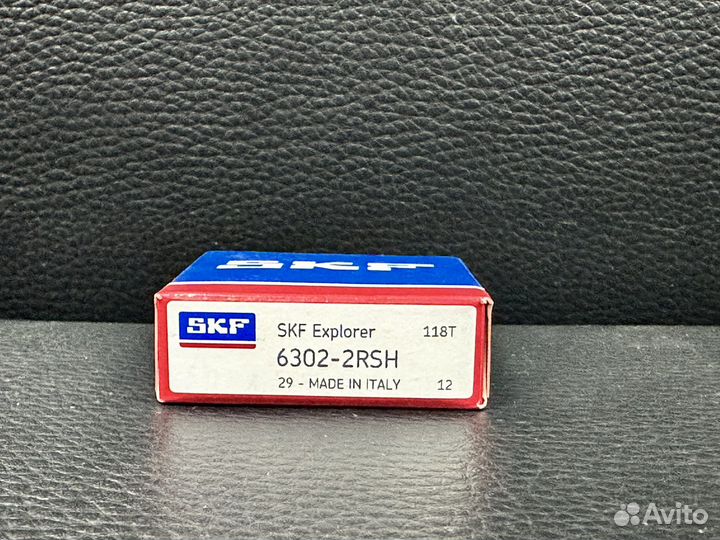 SKF
SKF
SKF Explorer 118T
6302-2RSH
29 - MADE IN ITALY 12
Avito